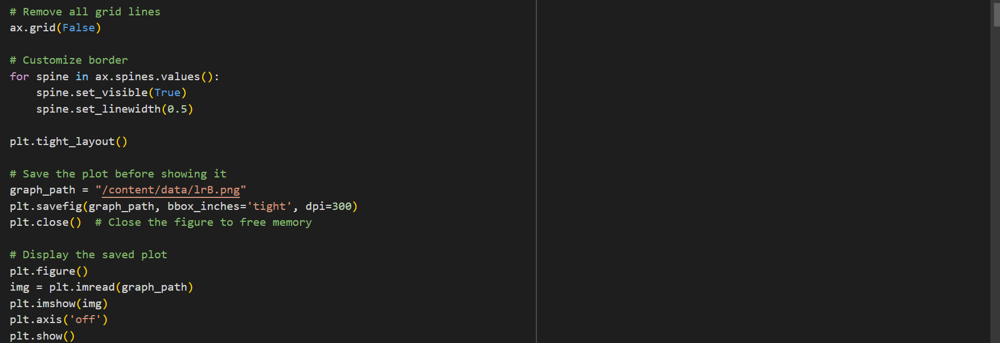 # Remove all grid lines
ax.grid(False)
# Customize border
for spine in ax.spines.values():
    spine.set_visible(True)
    spine.set_linewidth(0.5)
plt.tight_layout()
# Save the plot before showing it
graph_path = "/content/data/lrB.png"
plt.savefig(graph_path, bbox_inches='tight', dpi=300)
plt.close()  # Close the figure to free memory
# Display the saved plot
plt.figure()
img = plt.imread(graph_path)
plt.imshow(img)
plt.axis('off')
plt.show()